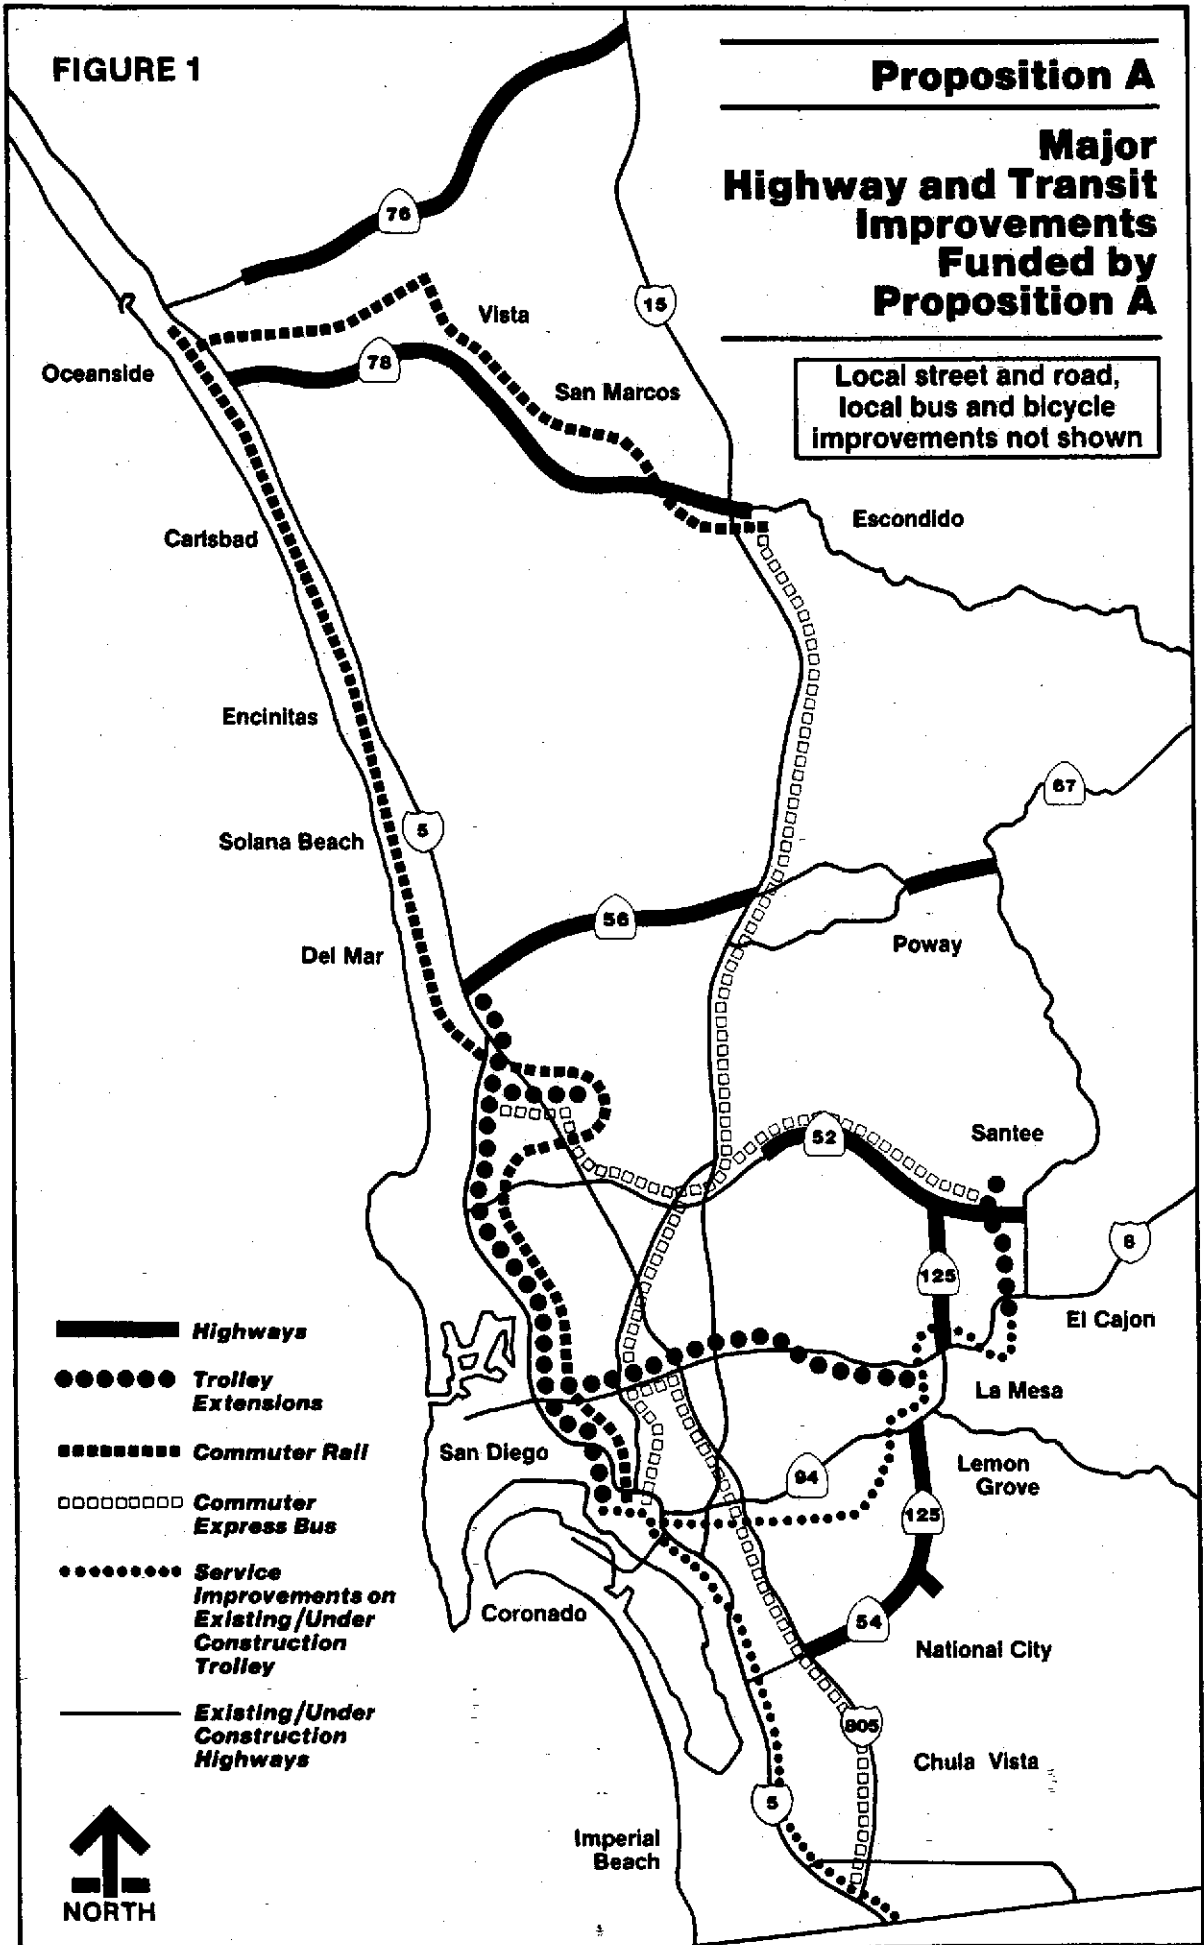 FIGURE 1
Proposition A
Major
Highway and Transit
Improvements
Funded by
Proposition A
Local street and road,
local bus and bicycle
improvements not shown
76
15
Vista
Oceanside
78
San Marcos
Escondido
Carlsbad
Encinitas
67
Solana Beach
5
56
Poway
Del Mar
52
Santee
8
125
El Cajon
La Mesa
San Diego
94
Lemon
Grove
125
Coronado
54
National City
805
Chula Vista
5
Imperial
Beach
Highways
Trolley
Extensions
Commuter Rail
Commuter
Express Bus
Service
Improvements on
Existing/Under
Construction
Trolley
Existing/Under
Construction
Highways
NORTH